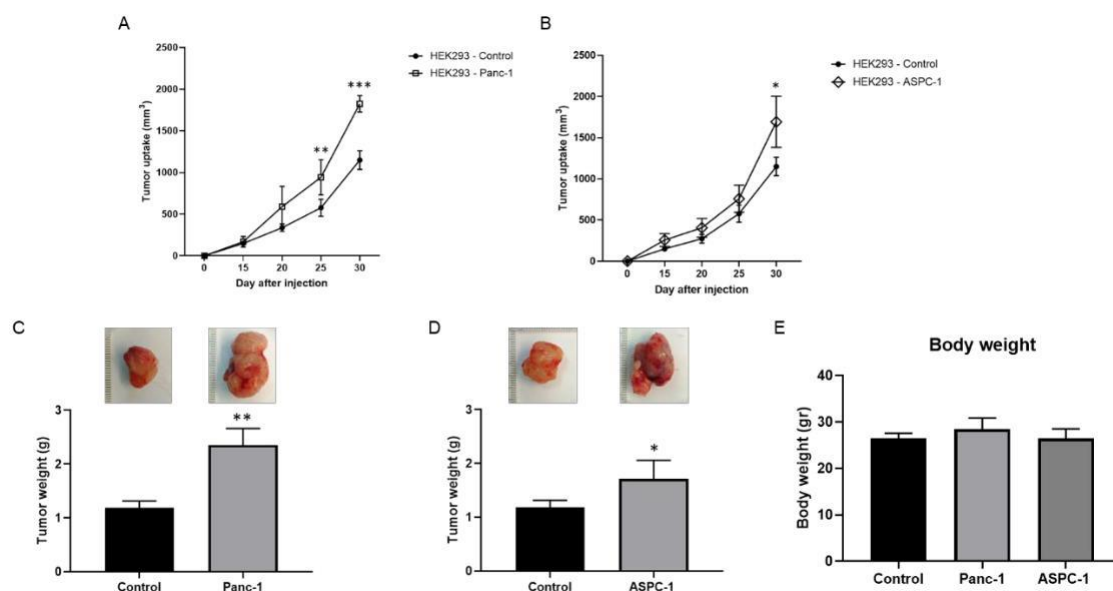 A
HEK293 - Control
HEK293 - Panc-1
2500
2000
1500
1000
500
0
Tumor uptake (mm³)
**
***
0 15 20 25 30
Day after injection
B
HEK293 - Control
HEK293 - ASPC-1
2500
2000
1500
1000
500
0
Tumor uptake (mm³)
*
0 15 20 25 30
Day after injection
C
3
2
1
0
Tumor weight (g)
**
Control Panc-1
D
3
2
1
0
Tumor weight (g)
*
Control ASPC-1
E
Body weight
40
30
20
10
0
Body weight (gr)
Control Panc-1 ASPC-1